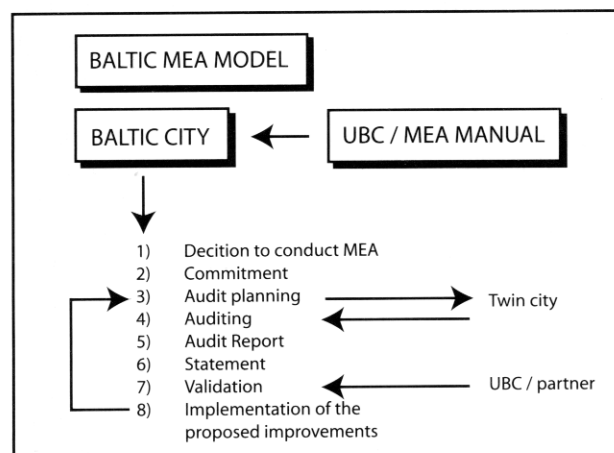 BALTIC MEA MODEL
BALTIC CITY
UBC / MEA MANUAL
1) Decition to conduct MEA
2) Commitment
3) Audit planning
Twin city
4) Auditing
5) Audit Report
6) Statement
7) Validation
UBC / partner
8) Implementation of the
proposed improvements